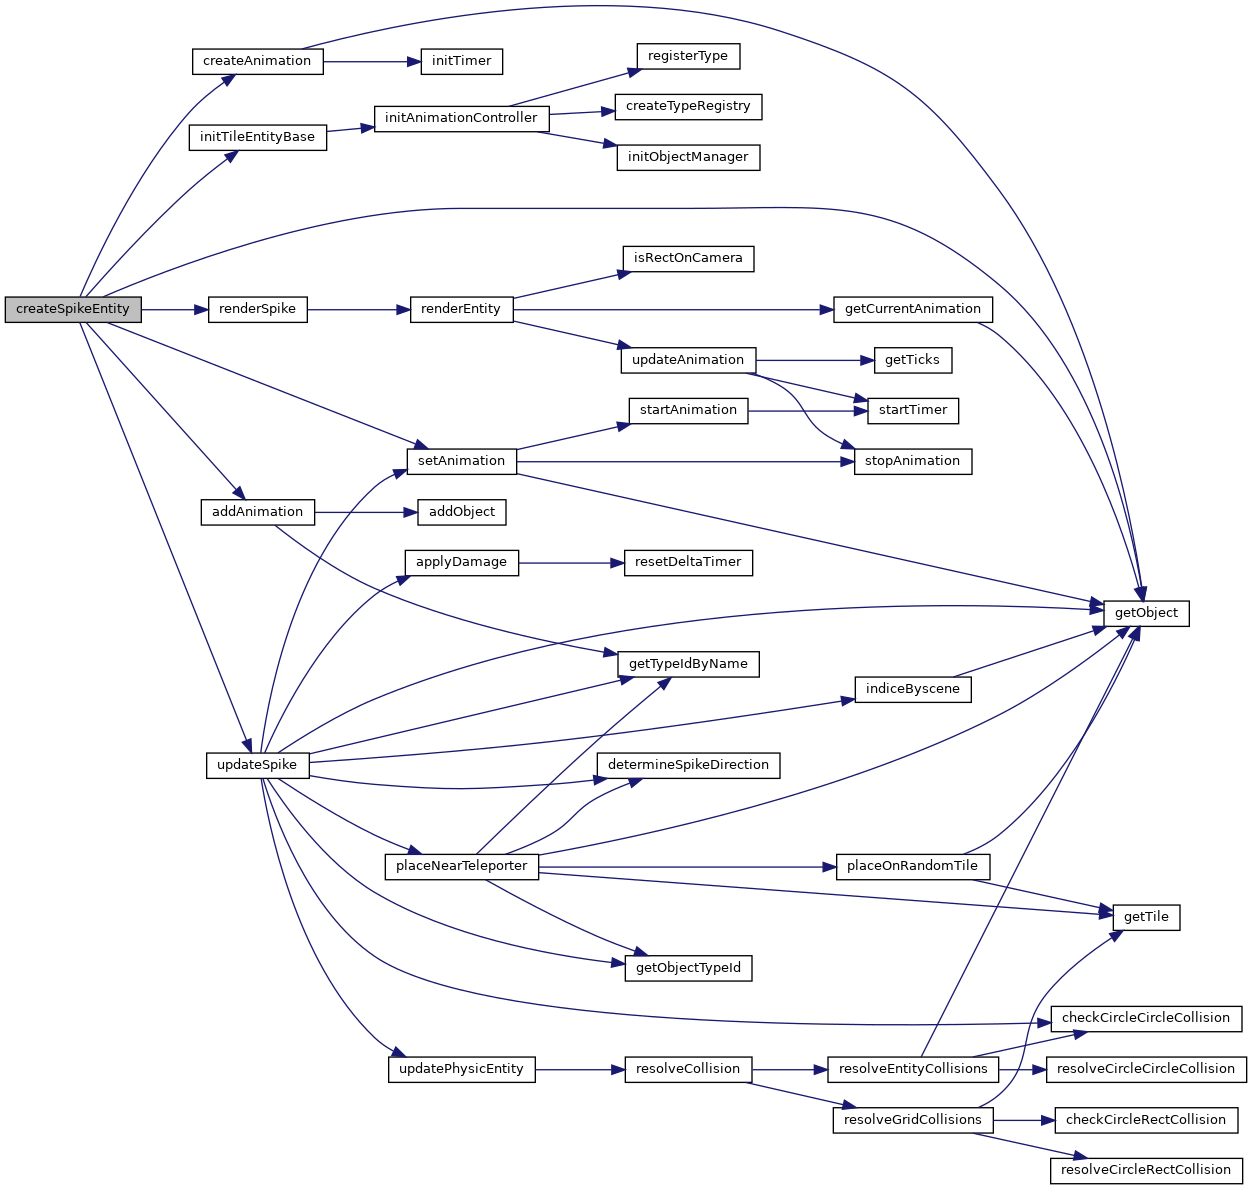 createAnimation
initTimer
registerType
createTypeRegistry
initAnimationController
initTileEntityBase
initObjectManager
isRectOnCamera
createSpikeEntity
renderSpike
renderEntity
getCurrentAnimation
updateAnimation
getTicks
startAnimation
startTimer
setAnimation
stopAnimation
addAnimation
addObject
applyDamage
resetDeltaTimer
getObject
getTypeIdByName
indiceByscene
updateSpike
determineSpikeDirection
placeNearTeleporter
placeOnRandomTile
getTile
getObjectTypeId
checkCircleCircleCollision
updatePhysicEntity
resolveCollision
resolveEntityCollisions
resolveCircleCircleCollision
resolveGridCollisions
checkCircleRectCollision
resolveCircleRectCollision